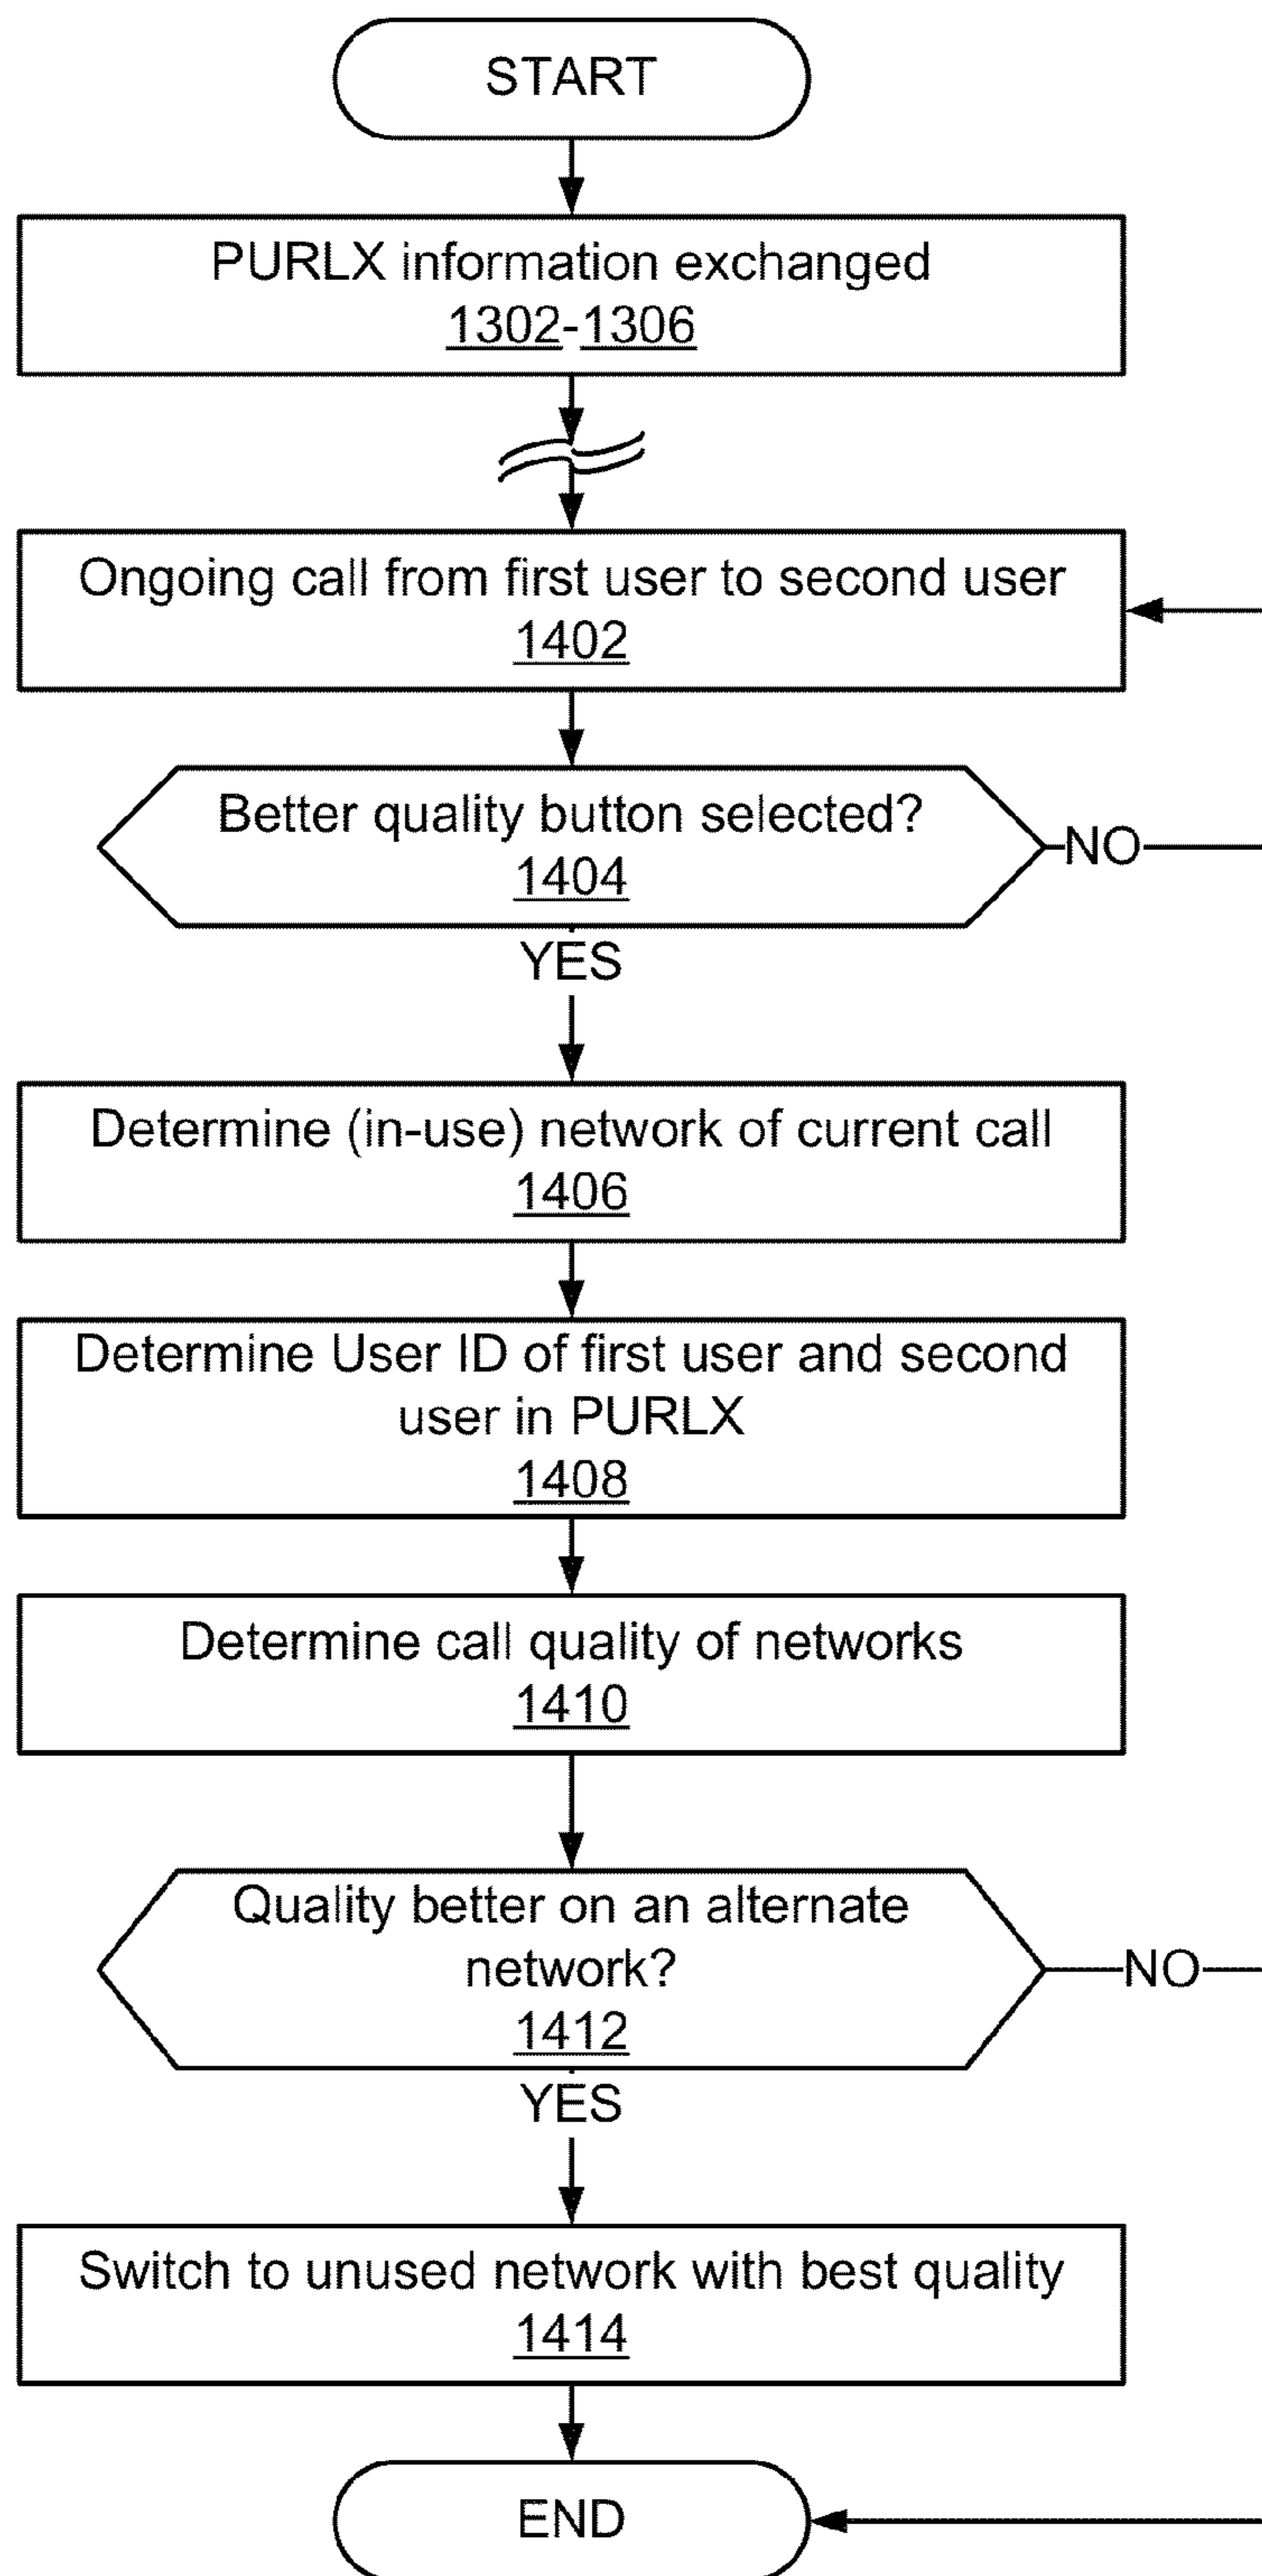 START
PURLX information exchanged
1302-1306
Ongoing call from first user to second user
1402
Better quality button selected?
1404
NO
YES
Determine (in-use) network of current call
1406
Determine User ID of first user and second
user in PURLX
1408
Determine call quality of networks
1410
Quality better on an alternate
network?
1412
NO
YES
Switch to unused network with best quality
1414
END